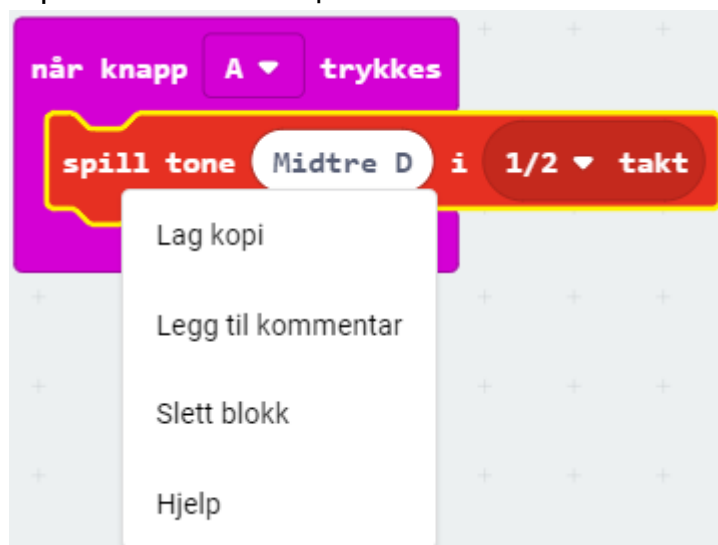 når knapp A trykkes
spill tone Midtre D i 1/2 takt
Lag kopi
Legg til kommentar
Slett blokk
Hjelp